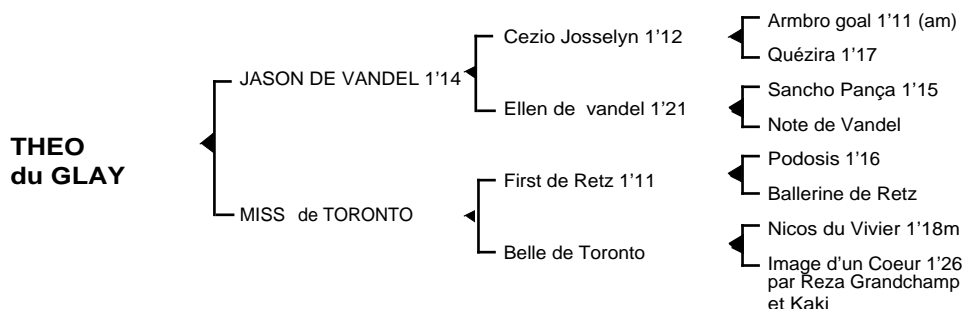 THEO
du GLAY
JASON DE VANDEL 1’14
MISS de TORONTO
Cezio Josselyn 1’12
Ellen de vandel 1’21
First de Retz 1’11
Belle de Toronto
Armbro goal 1’11 (am)
Quézira 1’17
Sancho Pança 1’15
Note de Vandel
Podosis 1’16
Ballerine de Retz
Nicos du Vivier 1’18m
Image d’un Coeur 1’26
par Reza Grandchamp
et Kaki